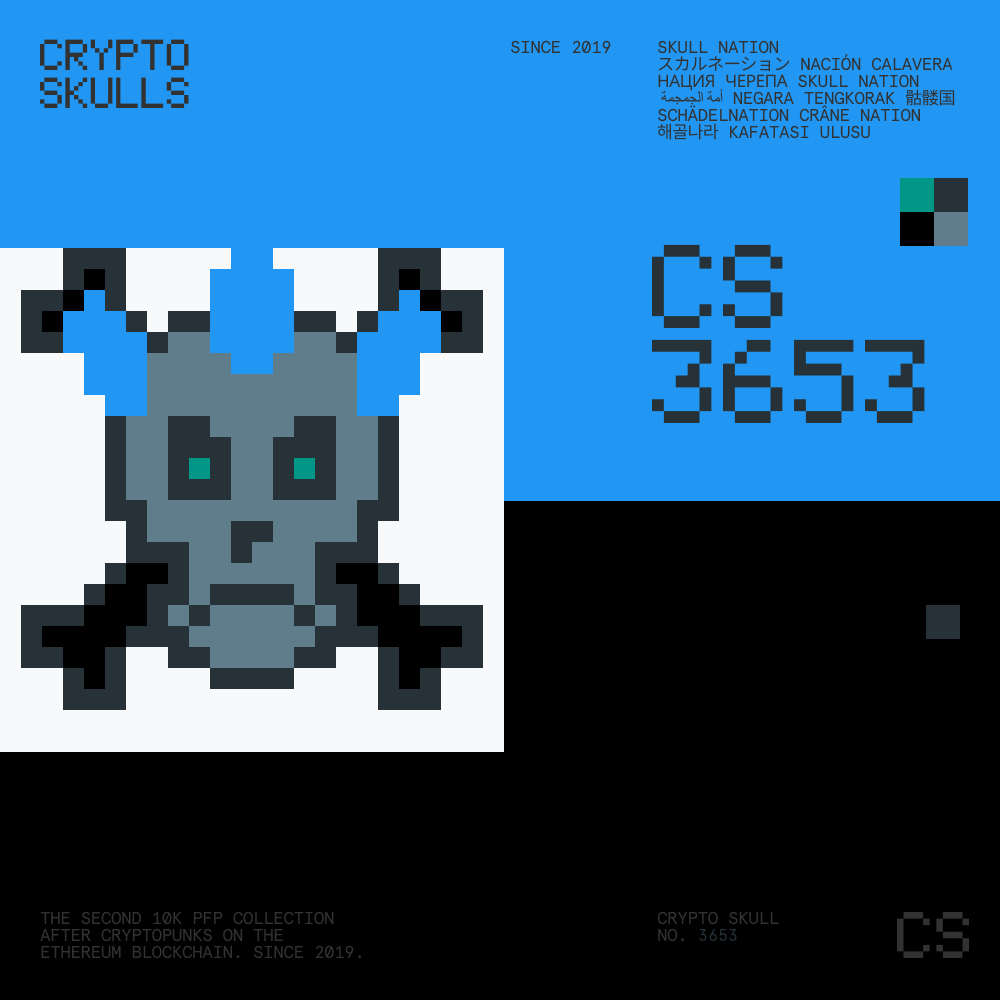 CRYPTO
SKULLS
SINCE 2019
SKULL NATION
スカルネーション NACIÓN CALAVERA
НАЦИЯ ЧЕРЕПА SKULL NATION
أمة الجمجمة NEGARA TENGKORAK 骷髅国
SCHÄDELNATION CRÂNE NATION
해골나라 KAFATASI ULUSU
CS
3653
THE SECOND 10K PFP COLLECTION
AFTER CRYPTOPUNKS ON THE
ETHEREUM BLOCKCHAIN. SINCE 2019.
CRYPTO SKULL
NO. 3653
CS